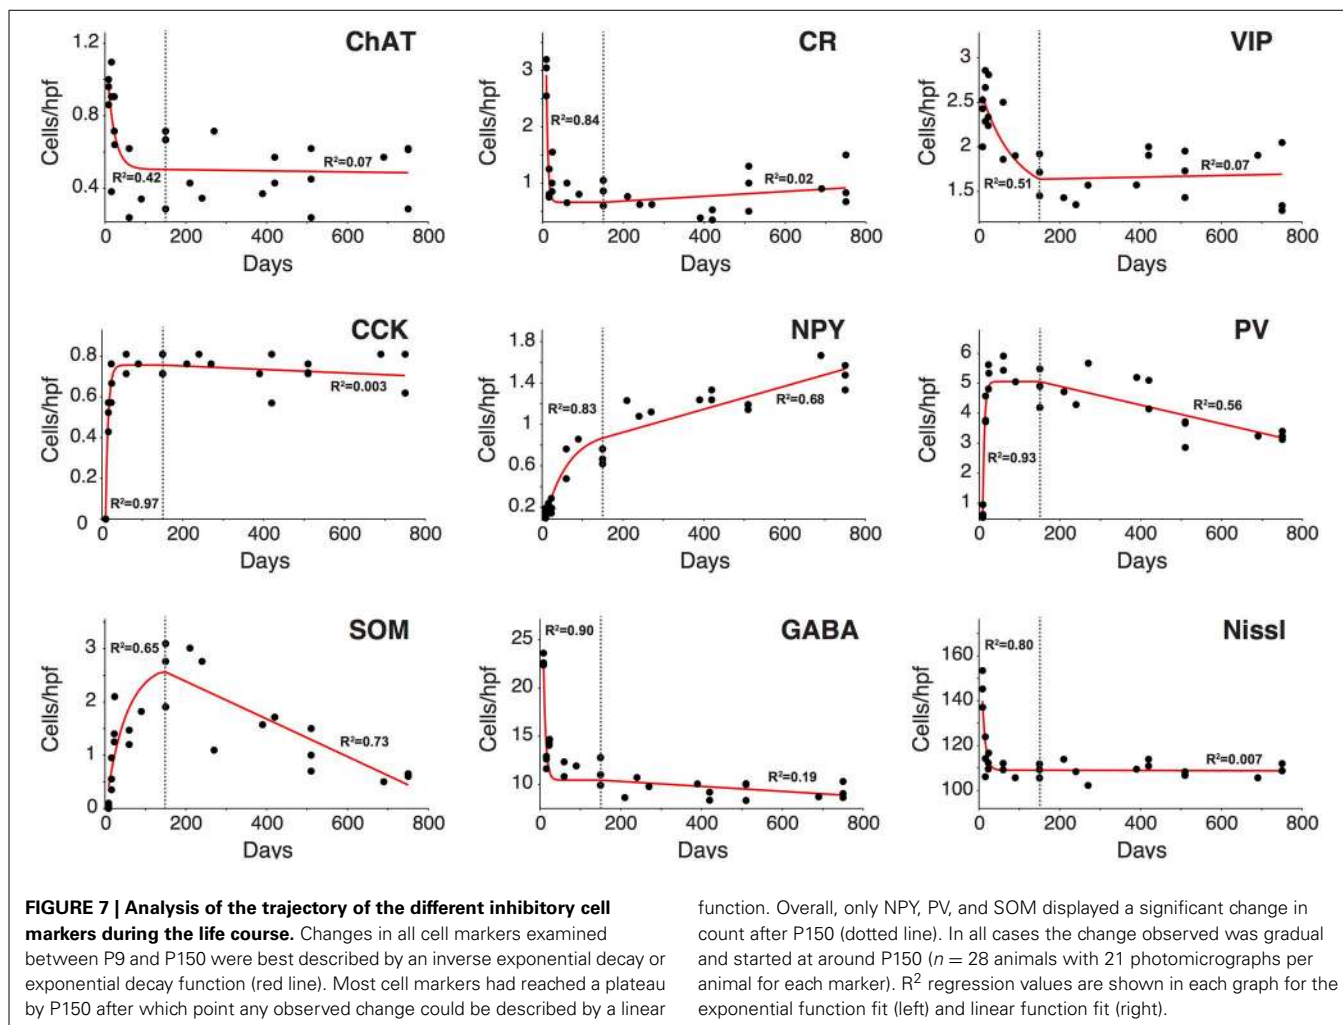 ChAT
1.2
0.8
0.4
Cells/hpf
R²=0.42
R²=0.07
0 200 400 600 800
Days
CR
3
2
1
Cells/hpf
R²=0.84
R²=0.02
0 200 400 600 800
Days
VIP
3
2.5
2
1.5
Cells/hpf
R²=0.51
R²=0.07
0 200 400 600 800
Days
CCK
0.8
0.6
0.4
0.2
0
Cells/hpf
R²=0.97
R²=0.003
0 200 400 600 800
Days
NPY
1.8
1.4
1
0.6
0.2
Cells/hpf
R²=0.83
R²=0.68
0 200 400 600 800
Days
PV
6
5
4
3
2
1
Cells/hpf
R²=0.93
R²=0.56
0 200 400 600 800
Days
SOM
3
2
1
0
Cells/hpf
R²=0.65
R²=0.73
0 200 400 600 800
Days
GABA
25
20
15
10
Cells/hpf
R²=0.90
R²=0.19
0 200 400 600 800
Days
Nissl
160
140
120
100
Cells/hpf
R²=0.80
R²=0.007
0 200 400 600 800
Days
FIGURE 7 | Analysis of the trajectory of the different inhibitory cell
markers during the life course. Changes in all cell markers examined
between P9 and P150 were best described by an inverse exponential decay or
exponential decay function (red line). Most cell markers had reached a plateau
by P150 after which point any observed change could be described by a linear
function. Overall, only NPY, PV, and SOM displayed a significant change in
count after P150 (dotted line). In all cases the change observed was gradual
and started at around P150 (n = 28 animals with 21 photomicrographs per
animal for each marker). R² regression values are shown in each graph for the
exponential function fit (left) and linear function fit (right).